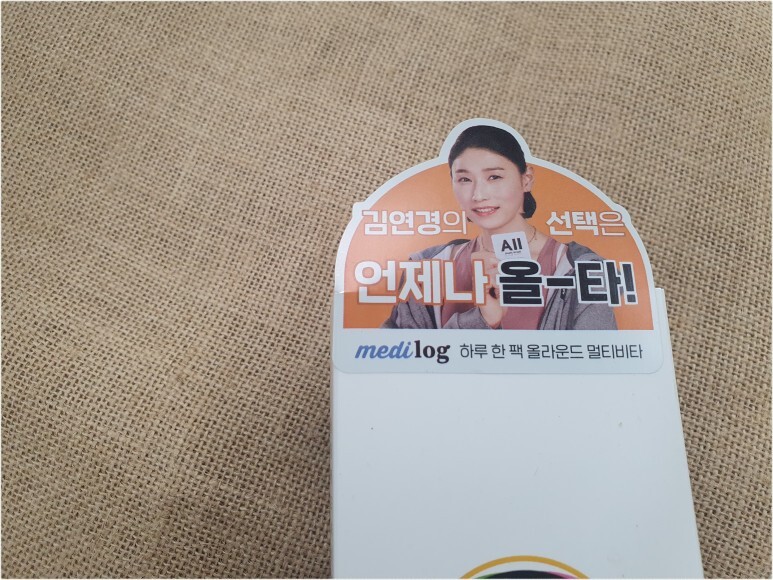 김연경의 선택은
All
언제나 올-타!
medilog 하루 한 팩 올라운드 멀티비타